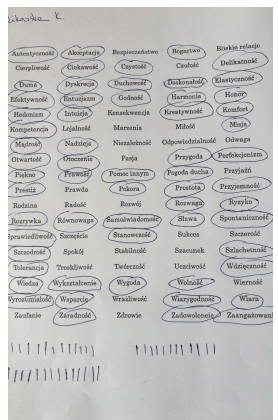 Autentyczność Akceptacja Bezpieczeństwo Bogactwo Bliskie relacje
Cierpliwość Ciekawość Czystość Czułość Delikatność
Duma Dyskrecja Duchowość Doskonałość Elastyczność
Efektywność Entuzjazm Godność Harmonia Honor
Hedonizm Intuicja Konsekwencja Kreatywność Komfort
Kompetencja Lojalność Marzenia Miłość Misja
Mądrość Nadzieja Niezależność Odpowiedzialność Odwaga
Otwartość Otoczenie Pasja Przygoda Perfekcjonizm
Piękno Prawość Pomoc innym Pogoda ducha Przyjaźń
Prestiż Prawda Pokora Prostota Przyjemność
Rodzina Radość Rozwój Rozwaga Ryzyko
Rozrywka Równowaga Samoświadomość Sława Spontaniczność
Sprawiedliwość Szczęście Stanowczość Sukces Szczerość
Szczodrość Spokój Stabilność Szacunek Szlachetność
Tolerancja Troskliwość Twórczość Uczciwość Wdzięczność
Wiedza Wykształcenie Wygoda Wolność Wierność
Wyrozumiałość Wsparcie Wrażliwość Wiarygodność Wiara
Zaufanie Zaradność Zdrowie Zadowolenie Zaangażowani